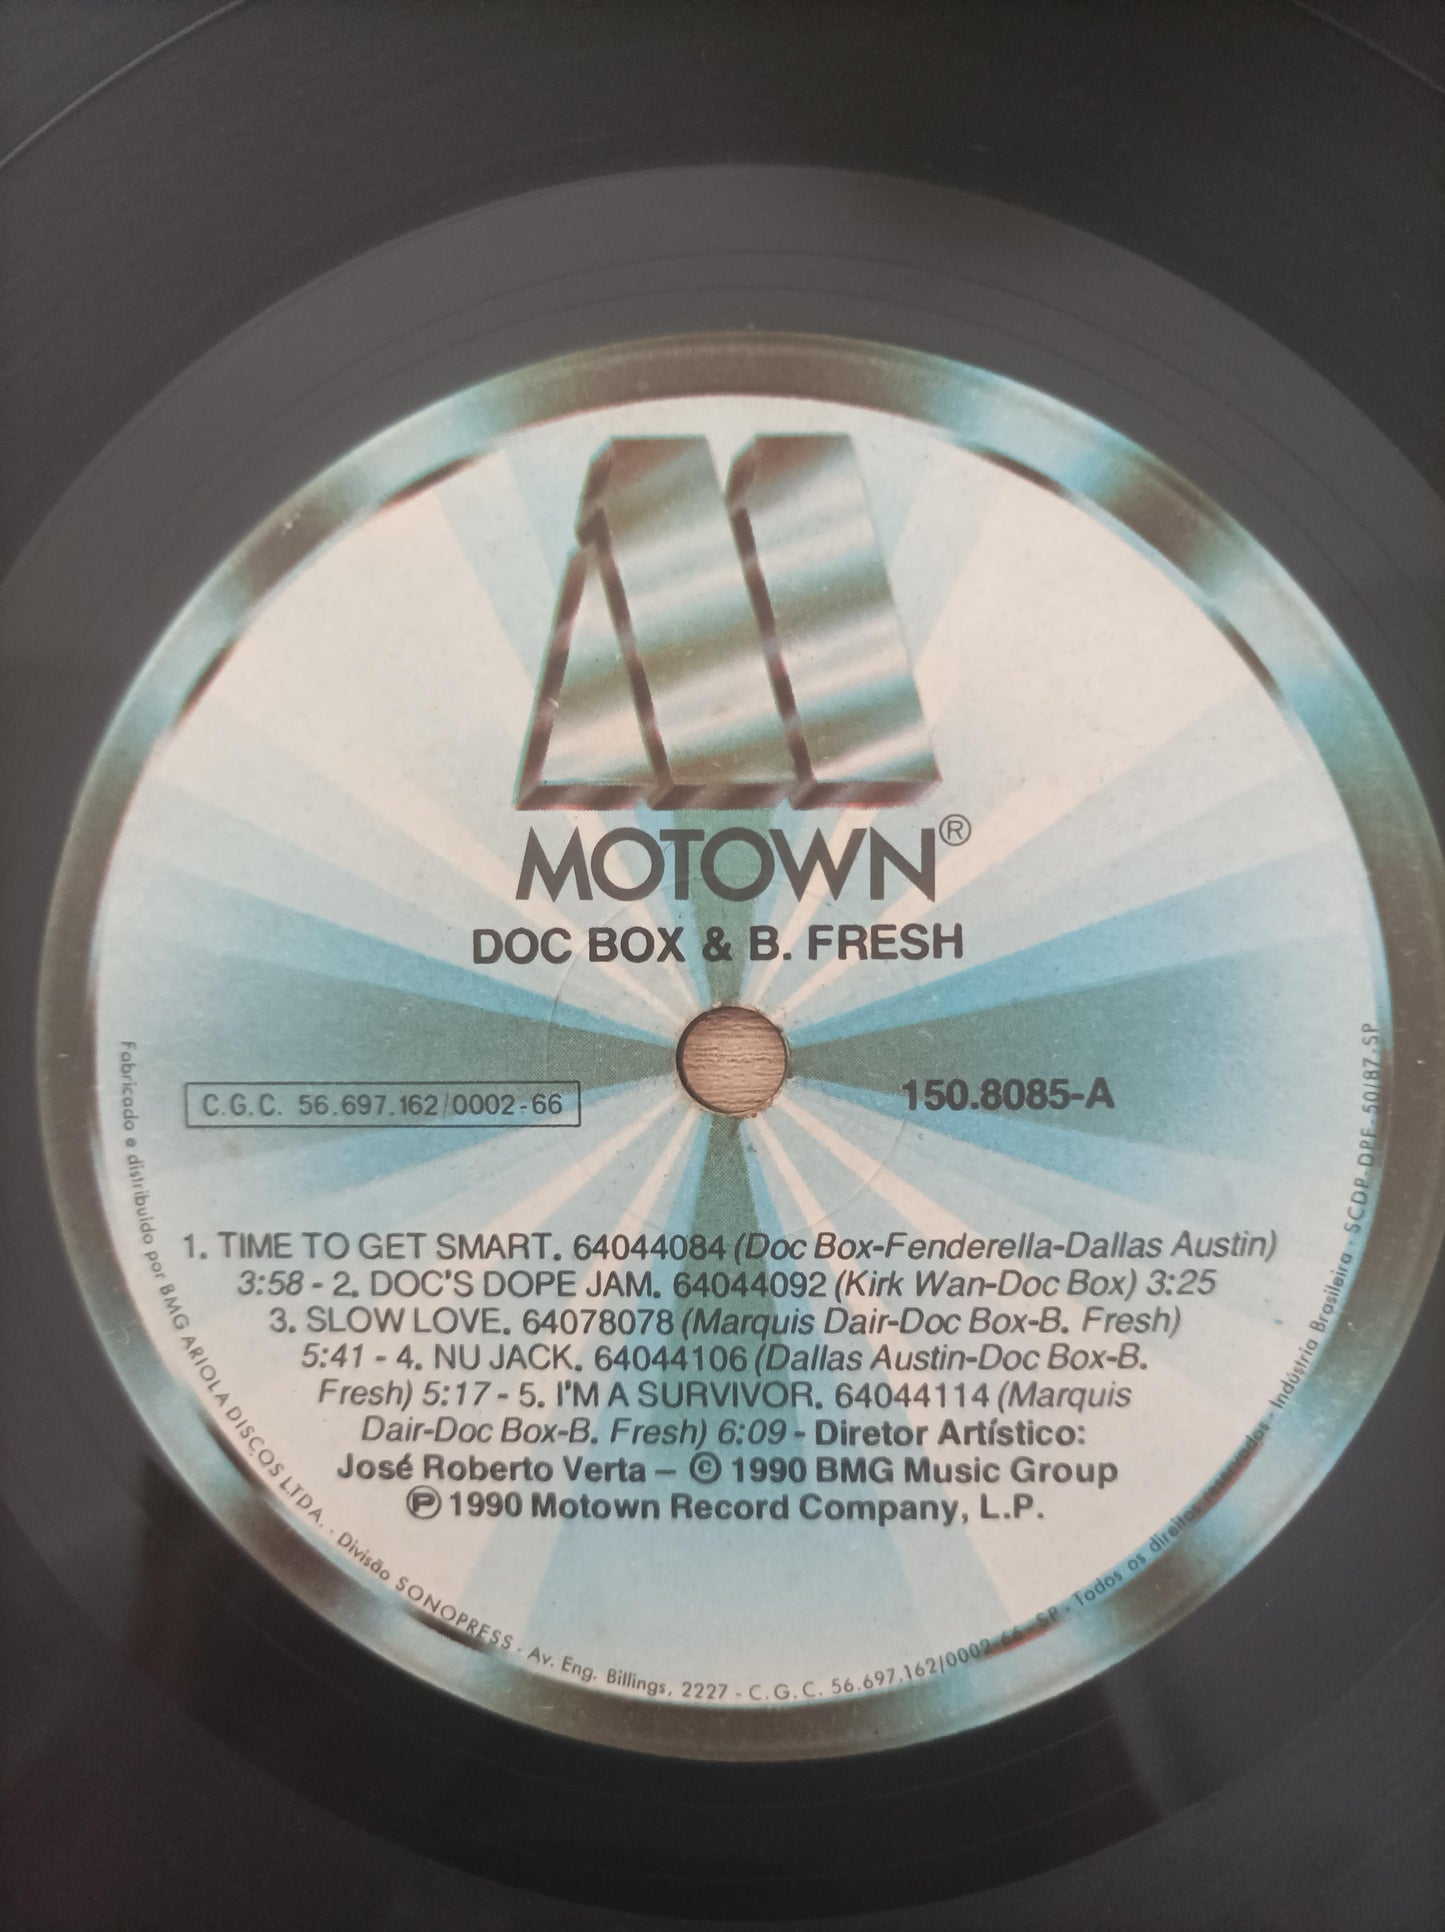 MOTOWN®
DOC BOX & B. FRESH
C.G.C. 56.697.162/0002-66
150.8085-A
1. TIME TO GET SMART. 64044084 (Doc Box-Fenderella-Dallas Austin)
3:58 - 2. DOC'S DOPE JAM. 64044092 (Kirk Wan-Doc Box) 3:25
3. SLOW LOVE. 64078078 (Marquis Dair-Doc Box-B. Fresh)
5:41 - 4. NU JACK. 64044106 (Dallas Austin-Doc Box-B.
Fresh) 5:17 - 5. I'M A SURVIVOR. 64044114 (Marquis
Dair-Doc Box-B. Fresh) 6:09 - Diretor Artístico:
José Roberto Verta – © 1990 BMG Music Group
℗ 1990 Motown Record Company, L.P.
Fabricado e distribuído por BMG ARIOLA DISCOS LTDA. - Divisão SONOPRESS - Av. Eng. Billings, 2227 - C.G.C. 56.697.162/0002-66 - SP - Todos os direitos reservados - Indústria Brasileira - SCDP-DPF-50/87-SP